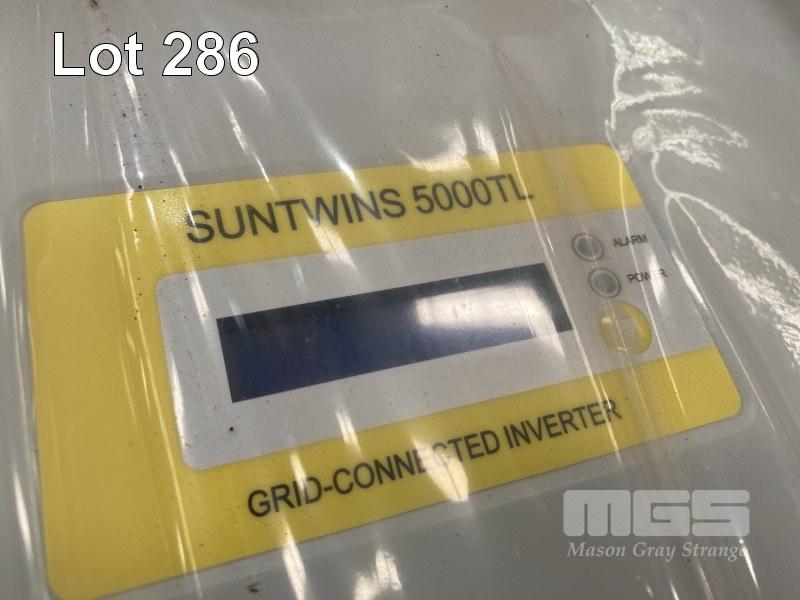 Lot 286
SUNTWINS 5000TL
ALARM
POWER
GRID-CONNECTED INVERTER
MGS
Mason Gray Strange